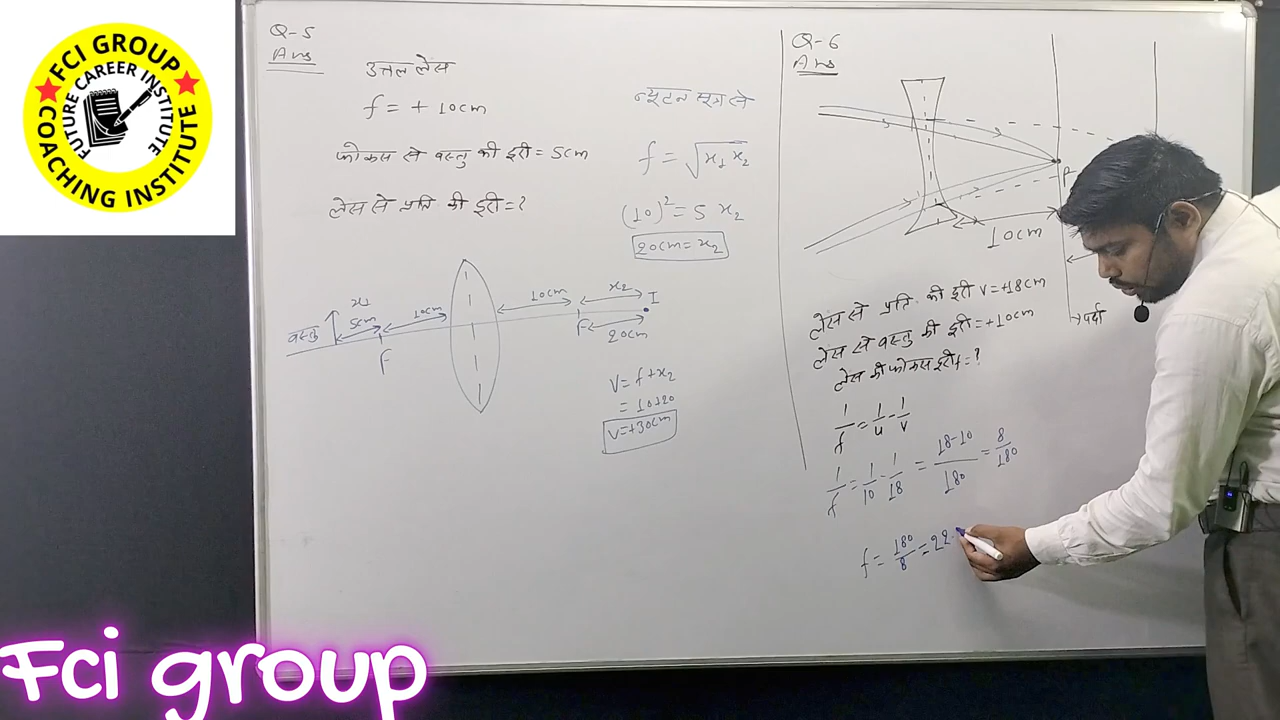 FCI GROUP
FUTURE CAREER INSTITUTE
COACHING INSTITUTE
Q-5
Ans
उत्तल लेंस
f = + 10cm
फोकस से वस्तु की दूरी = 5cm
लेंस से प्रति की दूरी = ?
न्यूटन सूत्र से
f = √x₁ x₂
(10)² = 5 x₂
20cm = x₂
वस्तु
x₁
5cm
10cm
F
10cm
x₂
I
F
20cm
V = f + x₂
= 10+20
V = +30cm
Q-6
Ans
P
10cm
→पर्दा
लेंस से प्रति. की दूरी V = +18cm
लेंस से वस्तु की दूरी = +10cm
लेंस की फोकस दूरी f = ?
1/f = 1/u - 1/v
1/f = 1/10 - 1/18 = 18-10/180 = 8/180
f = 180/8 = 22.
Fci group